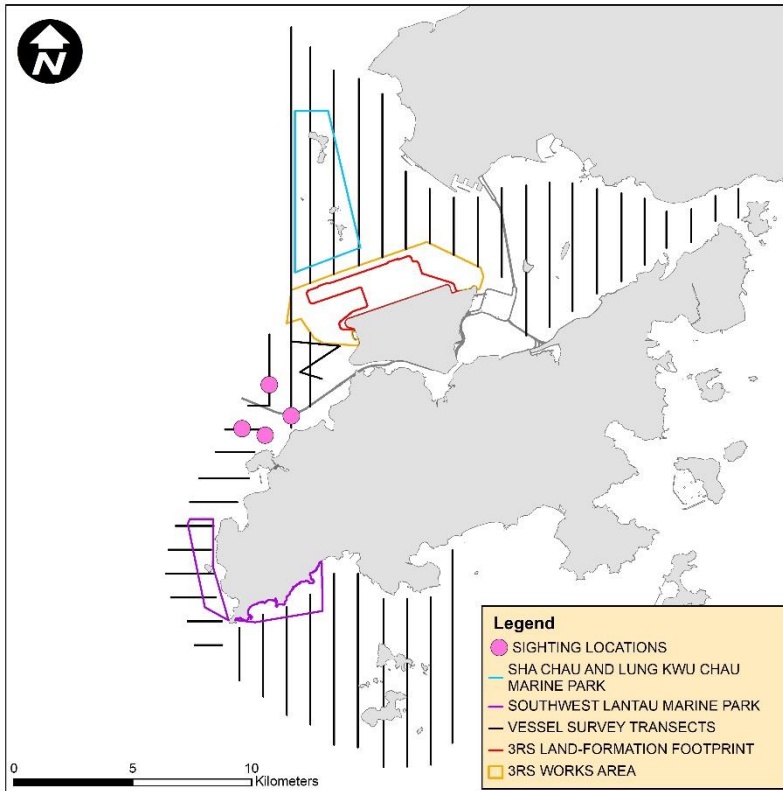 N
Legend
SIGHTING LOCATIONS
SHA CHAU AND LUNG KWU CHAU
MARINE PARK
SOUTHWEST LANTAU MARINE PARK
VESSEL SURVEY TRANSECTS
3RS LAND-FORMATION FOOTPRINT
3RS WORKS AREA
0 5 10
Kilometers